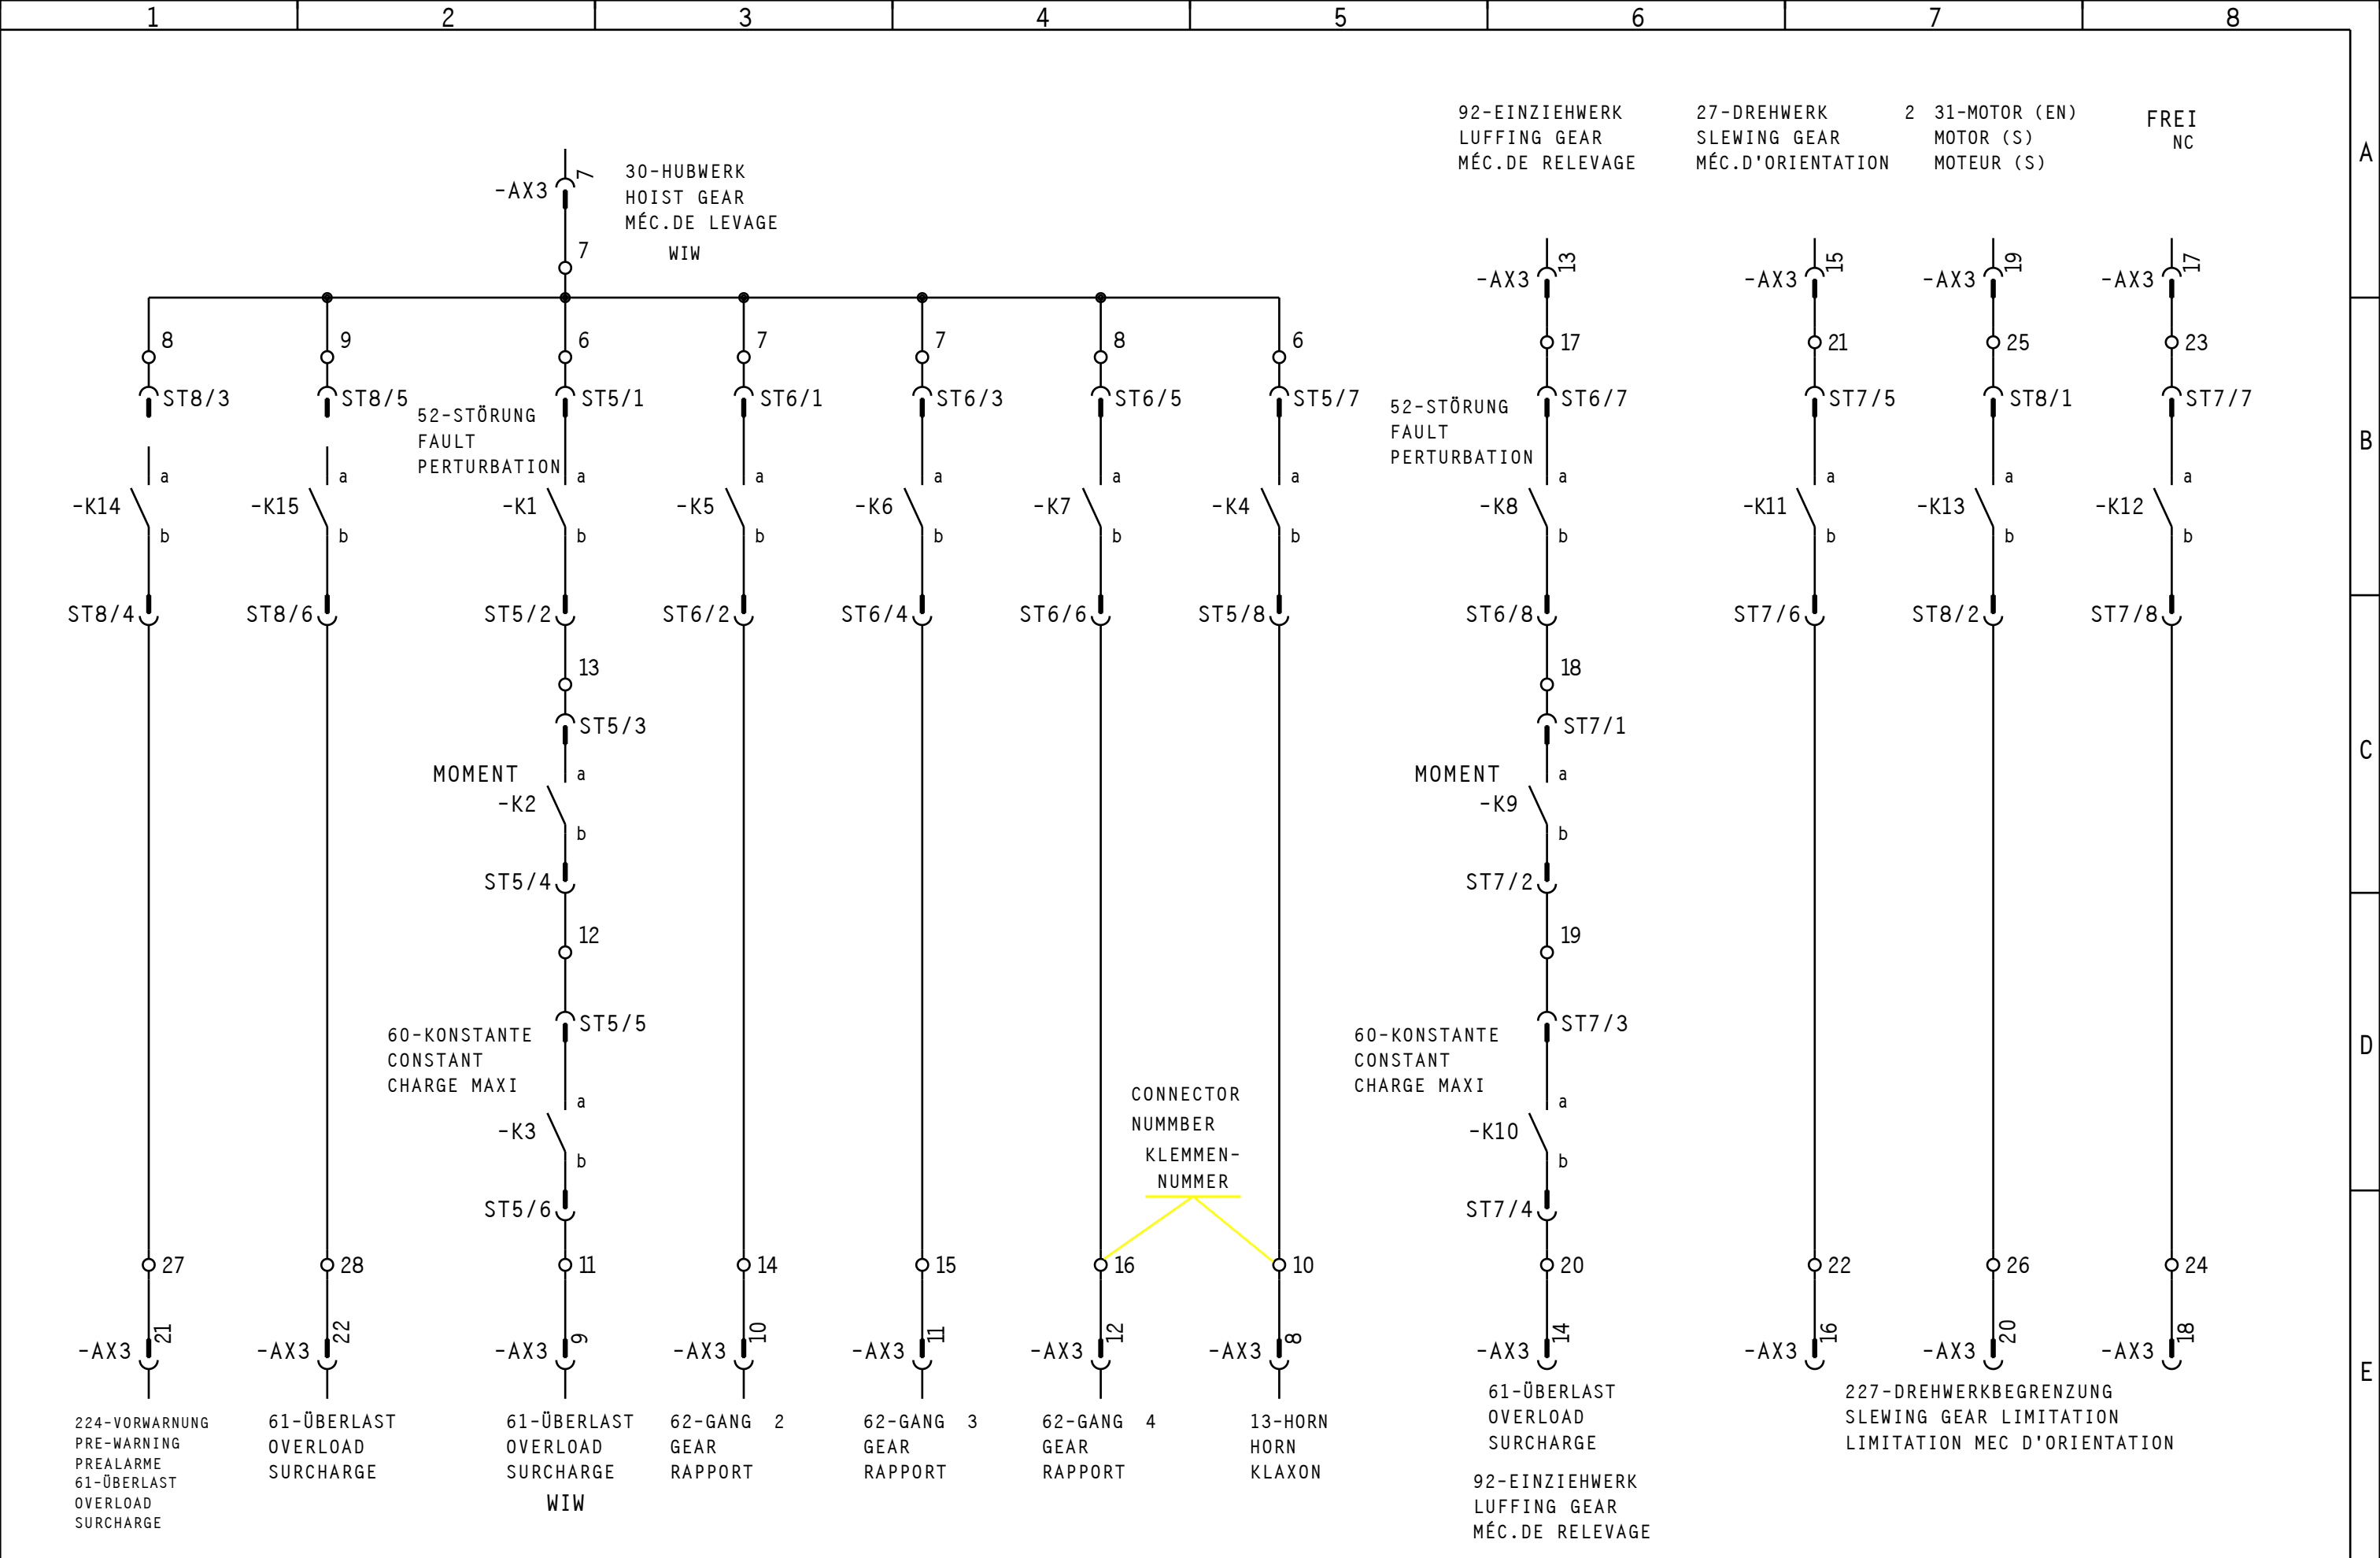 1 2 3 4 5 6 7 8
A
B
C
D
E
-AX3 7
30-HUBWERK
HOIST GEAR
MÉC.DE LEVAGE
WIW
7
92-EINZIEHWERK
LUFFING GEAR
MÉC.DE RELEVAGE
27-DREHWERK
SLEWING GEAR
MÉC.D'ORIENTATION
2 31-MOTOR (EN)
MOTOR (S)
MOTEUR (S)
FREI
NC
-AX3 13 -AX3 15 -AX3 19 -AX3 17
8 9 6 7 7 8 6 17 21 25 23
ST8/3 ST8/5 ST5/1 ST6/1 ST6/3 ST6/5 ST5/7 ST6/7 ST7/5 ST8/1 ST7/7
52-STÖRUNG
FAULT
PERTURBATION
52-STÖRUNG
FAULT
PERTURBATION
a a a a a a a a a a a
-K14 -K15 -K1 -K5 -K6 -K7 -K4 -K8 -K11 -K13 -K12
b b b b b b b b b b b
ST8/4 ST8/6 ST5/2 ST6/2 ST6/4 ST6/6 ST5/8 ST6/8 ST7/6 ST8/2 ST7/8
13 18
ST5/3 ST7/1
MOMENT a MOMENT a
-K2 -K9
b b
ST5/4 ST7/2
12 19
ST5/5 ST7/3
60-KONSTANTE
CONSTANT
CHARGE MAXI
60-KONSTANTE
CONSTANT
CHARGE MAXI
a a
-K3 -K10
b b
CONNECTOR
NUMMBER
KLEMMEN-
NUMMER
ST5/6 ST7/4
27 28 11 14 15 16 10 20 22 26 24
-AX3 21 -AX3 22 -AX3 9 -AX3 10 -AX3 11 -AX3 12 -AX3 8 -AX3 14 -AX3 16 -AX3 20 -AX3 18
224-VORWARNUNG
PRE-WARNING
PREALARME
61-ÜBERLAST
OVERLOAD
SURCHARGE
61-ÜBERLAST
OVERLOAD
SURCHARGE
61-ÜBERLAST
OVERLOAD
SURCHARGE
WIW
62-GANG 2
GEAR
RAPPORT
62-GANG 3
GEAR
RAPPORT
62-GANG 4
GEAR
RAPPORT
13-HORN
HORN
KLAXON
61-ÜBERLAST
OVERLOAD
SURCHARGE
92-EINZIEHWERK
LUFFING GEAR
MÉC.DE RELEVAGE
227-DREHWERKBEGRENZUNG
SLEWING GEAR LIMITATION
LIMITATION MEC D'ORIENTATION